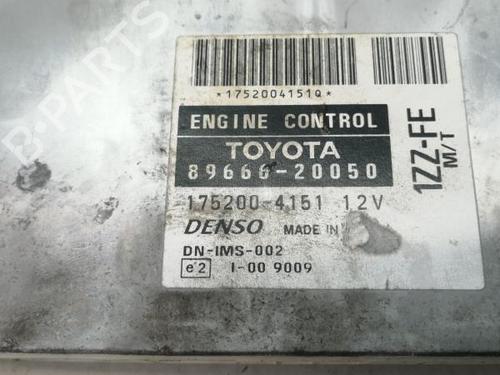 *1752004151Q*
ENGINE CONTROL
TOYOTA
89666-20050
175200-4151 12V
DENSO MADE IN
DN-IMS-002
e2 I-00 9009
1ZZ-FE
M/T
B-PARTS